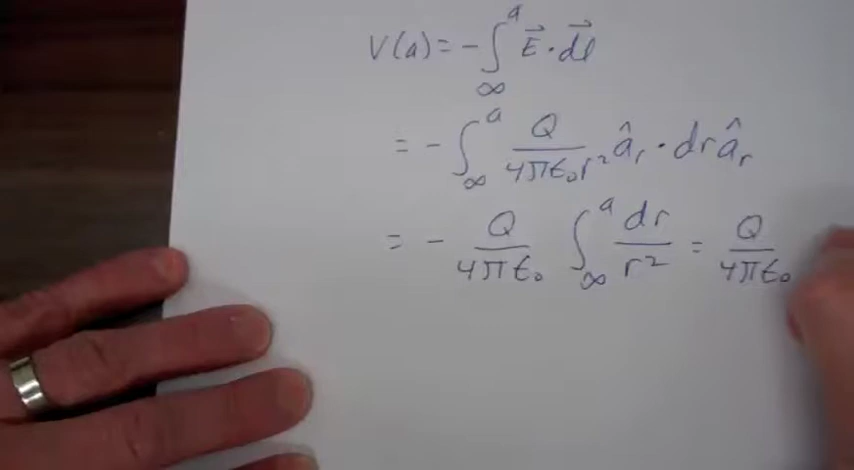 V(a) = - ∫_∞^a E⃗ · dl⃗
= - ∫_∞^a Q/(4πε₀r²) â_r · dr â_r
= - Q/(4πε₀) ∫_∞^a dr/r² = Q/(4πε₀)